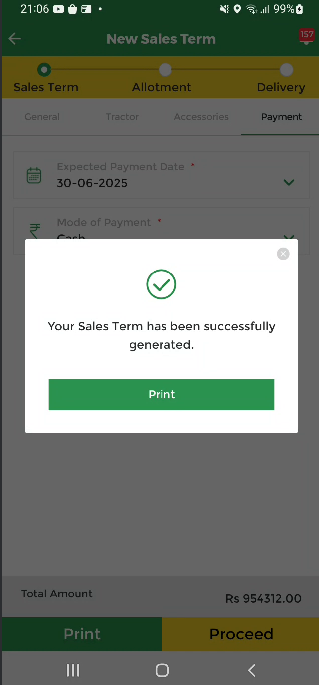 21:06 99%
New Sales Term
157
Sales Term Allotment Delivery
General Tractor Accessories Payment
Expected Payment Date *
30-06-2025
Mode of Payment *
Cash
Your Sales Term has been successfully
generated.
Print
Total Amount
Rs 954312.00
Print Proceed